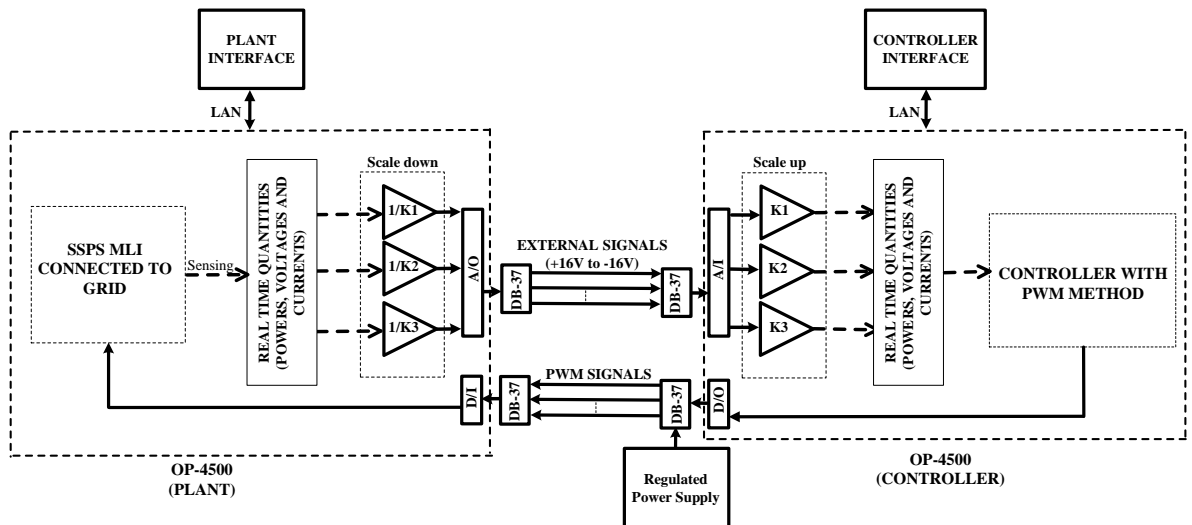 PLANT
INTERFACE
CONTROLLER
INTERFACE
LAN
LAN
Scale down
Scale up
SSPS MLI
CONNECTED TO
GRID
Sensing
REAL TIME QUANTITIES
(POWERS, VOLTAGES AND
CURRENTS)
1/K1
1/K2
1/K3
A/O
DB-37
EXTERNAL SIGNALS
(+16V to -16V)
DB-37
A/I
K1
K2
K3
REAL TIME QUANTITIES
(POWERS, VOLTAGES AND
CURRENTS)
CONTROLLER WITH
PWM METHOD
D/I
DB-37
PWM SIGNALS
DB-37
D/O
OP-4500
(PLANT)
Regulated
Power Supply
OP-4500
(CONTROLLER)